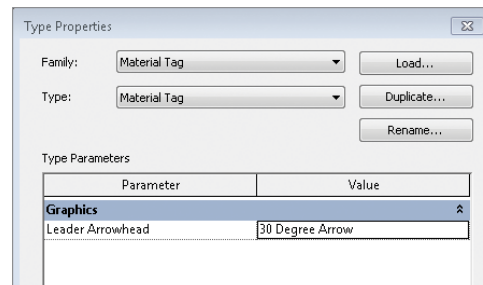 Type Properties
Family: Material Tag Load...
Type: Material Tag Duplicate...
Rename...
Type Parameters
Parameter Value
Graphics
Leader Arrowhead 30 Degree Arrow